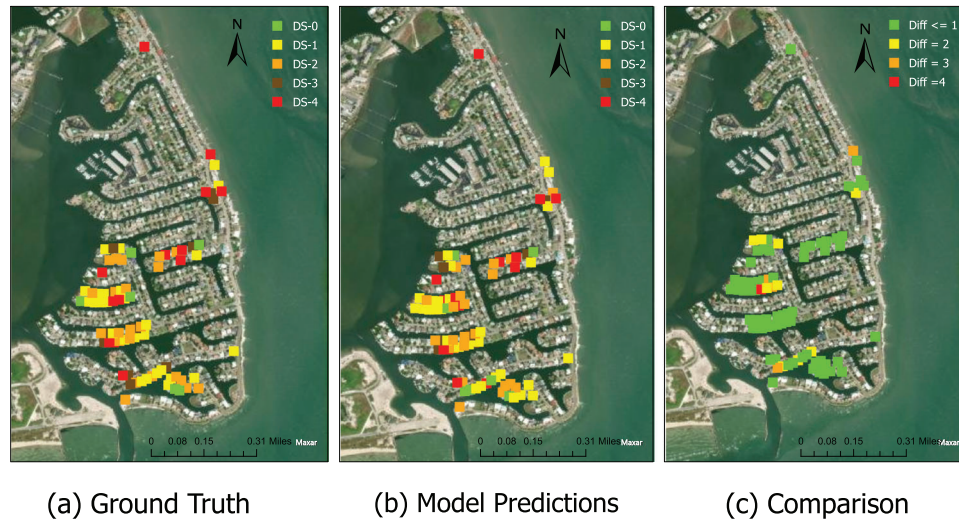 N
DS-0
DS-1
DS-2
DS-3
DS-4
0 0.08 0.15 0.31 Miles
Maxar
(a) Ground Truth
N
DS-0
DS-1
DS-2
DS-3
DS-4
0 0.08 0.15 0.31 Miles
Maxar
(b) Model Predictions
N
Diff <= 1
Diff = 2
Diff = 3
Diff =4
0 0.08 0.15 0.31 Miles
Maxar
(c) Comparison